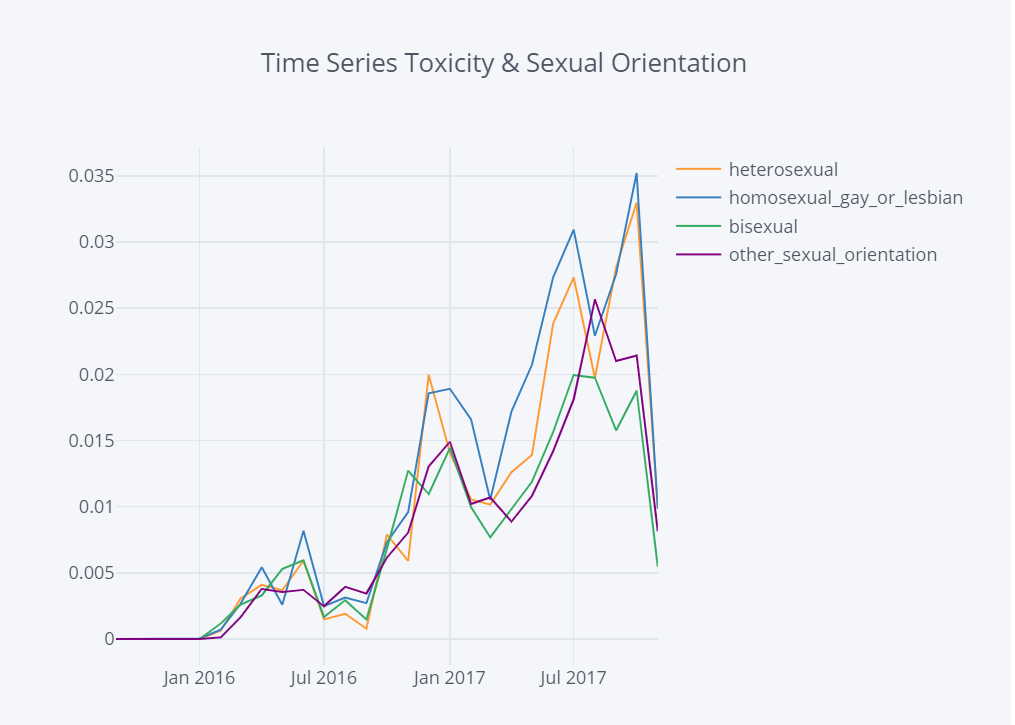 Time Series Toxicity & Sexual Orientation
0.035
0.03
0.025
0.02
0.015
0.01
0.005
0
Jan 2016
Jul 2016
Jan 2017
Jul 2017
heterosexual
homosexual_gay_or_lesbian
bisexual
other_sexual_orientation